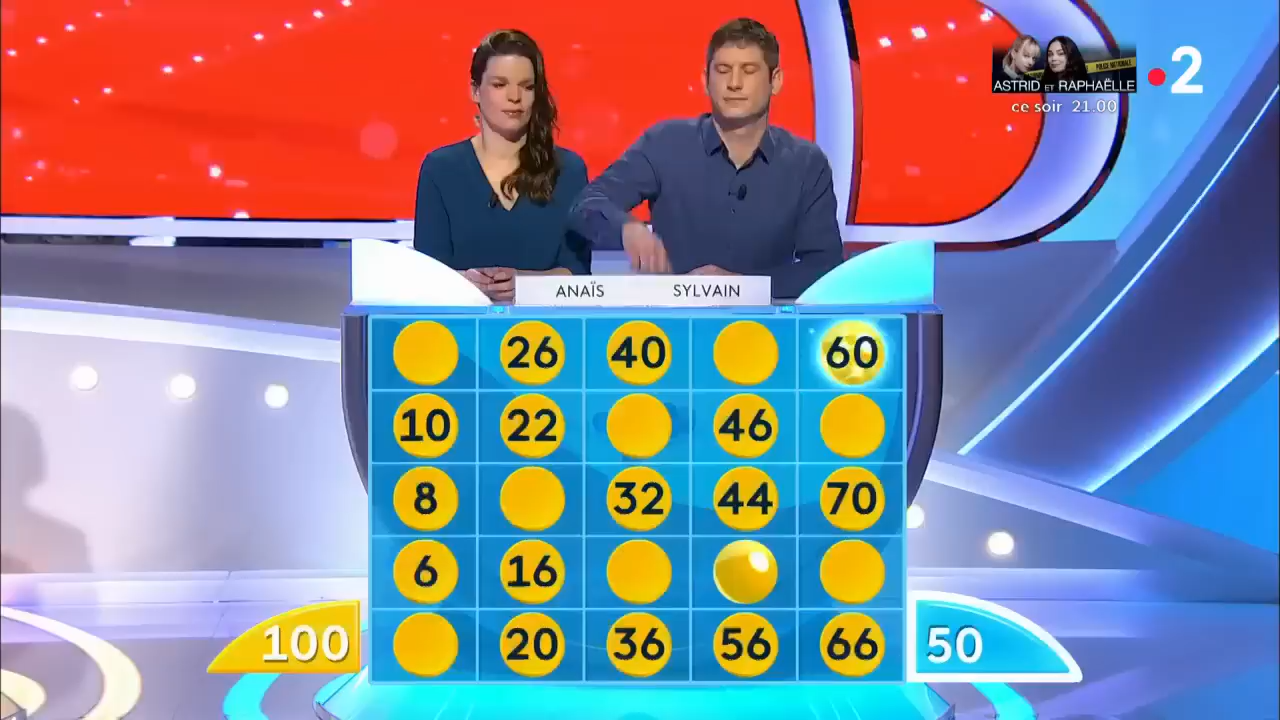 ASTRID ET RAPHAËLLE
POLICE NATIONALE
ce soir 21.00
2
ANAÏS SYLVAIN
26 40 60
10 22 46
8 32 44 70
6 16
20 36 56 66
100
50